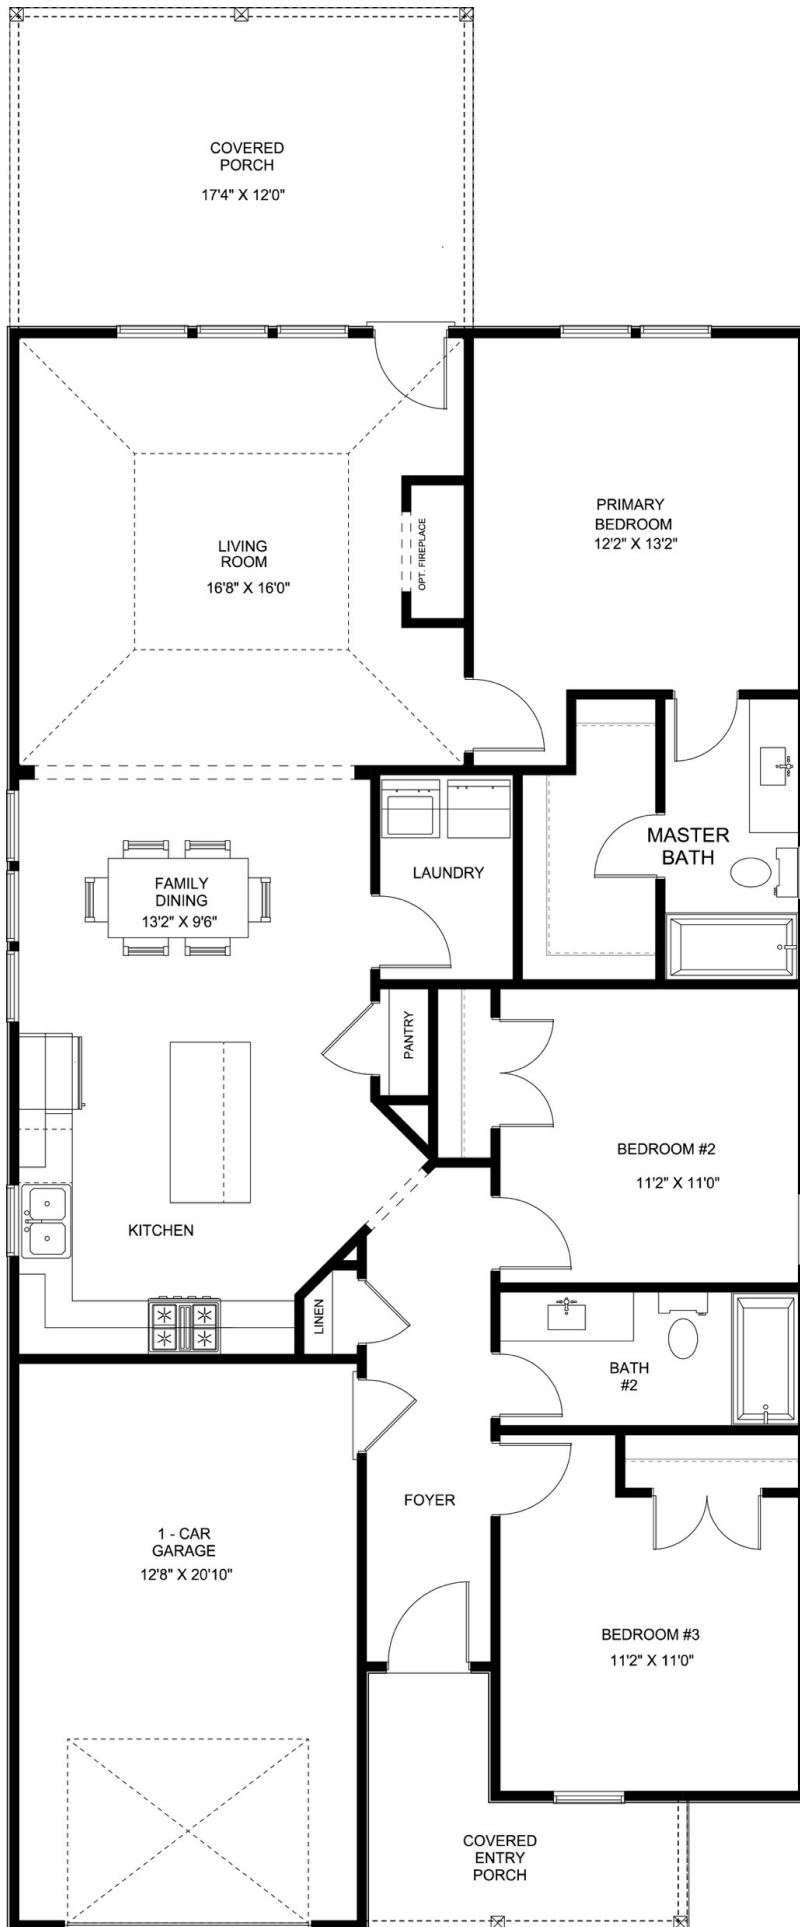 COVERED
PORCH
17'4" X 12'0"
LIVING
ROOM
16'8" X 16'0"
OPT. FIREPLACE
PRIMARY
BEDROOM
12'2" X 13'2"
MASTER
BATH
LAUNDRY
FAMILY
DINING
13'2" X 9'6"
PANTRY
BEDROOM #2
11'2" X 11'0"
KITCHEN
LINEN
BATH
#2
FOYER
1 - CAR
GARAGE
12'8" X 20'10"
BEDROOM #3
11'2" X 11'0"
COVERED
ENTRY
PORCH